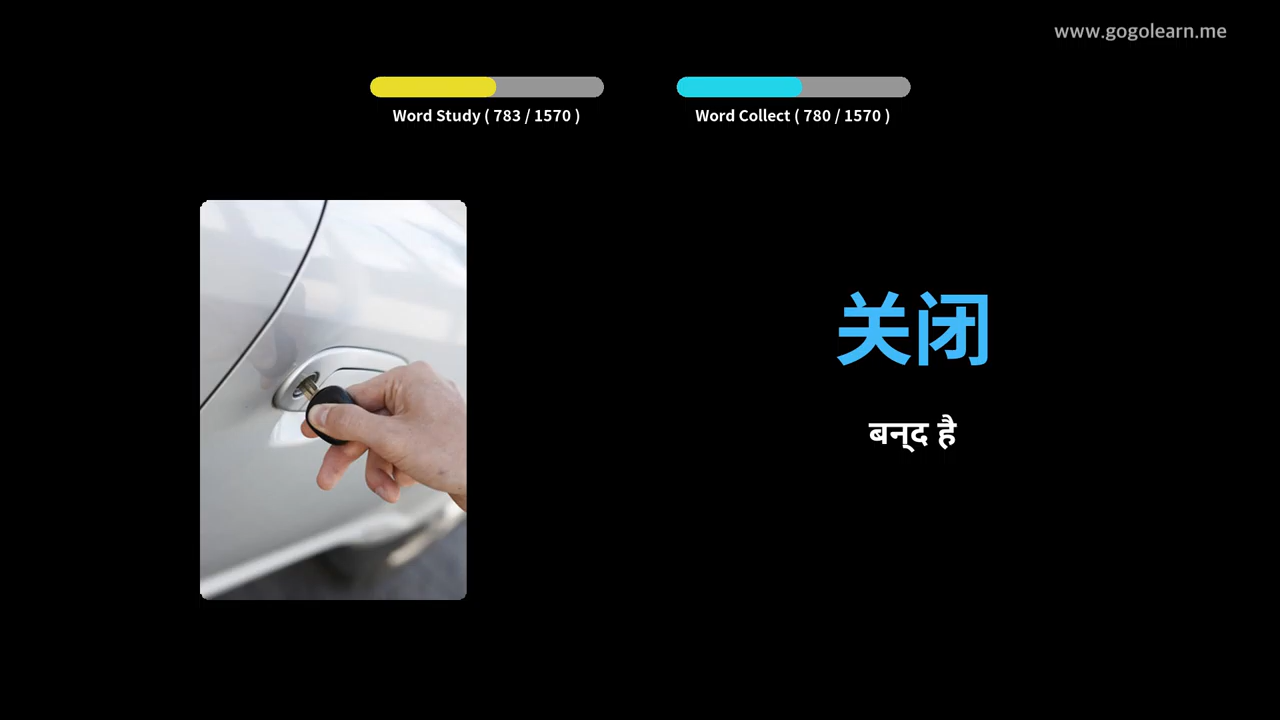 www.gogolearn.me
Word Study ( 783 / 1570 )
Word Collect ( 780 / 1570 )
关闭
बन्‌द है